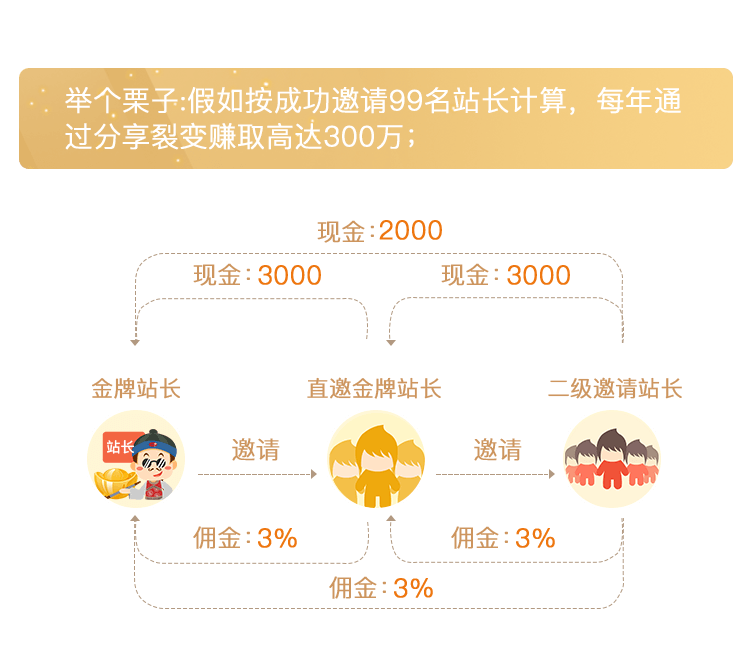 举个栗子:假如按成功邀请99名站长计算，每年通
过分享裂变赚取高达300万；
现金:2000
现金:3000
现金:3000
金牌站长
直邀金牌站长
二级邀请站长
站长
邀请
邀请
佣金:3%
佣金:3%
佣金:3%